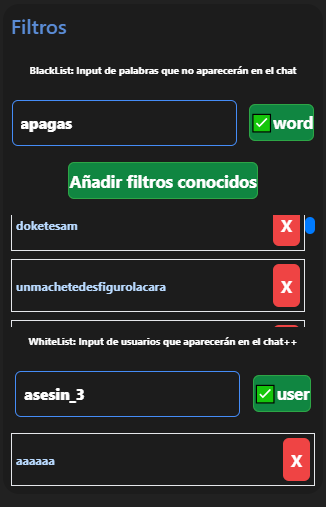 Filtros
BlackList: Input de palabras que no aparecerán en el chat
apagas
✅word
Añadir filtros conocidos
doketesam
X
unmachetedesfigurolacara
X
WhiteList: Input de usuarios que aparecerán en el chat++
asesin_3
✅user
aaaaaa
X